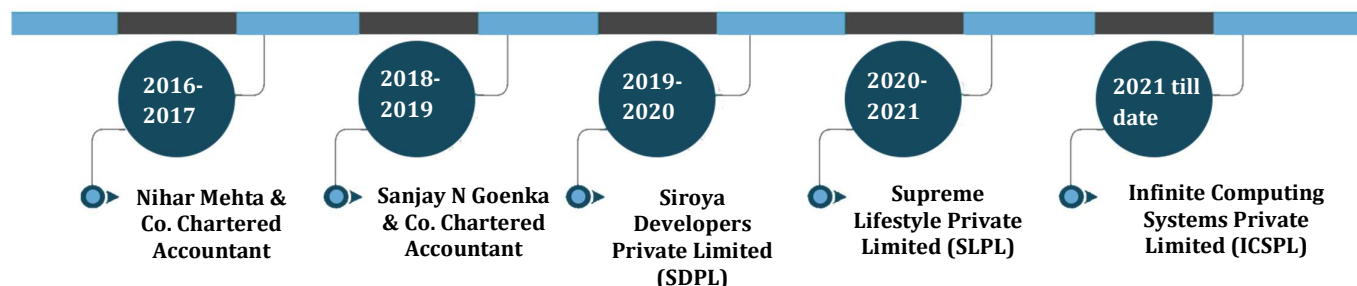 2016-
2017
2018-
2019
2019-
2020
2020-
2021
2021 till
date
Nihar Mehta &
Co. Chartered
Accountant
Sanjay N Goenka
& Co. Chartered
Accountant
Siroya
Developers
Private Limited
(SDPL)
Supreme
Lifestyle Private
Limited (SLPL)
Infinite Computing
Systems Private
Limited (ICSPL)